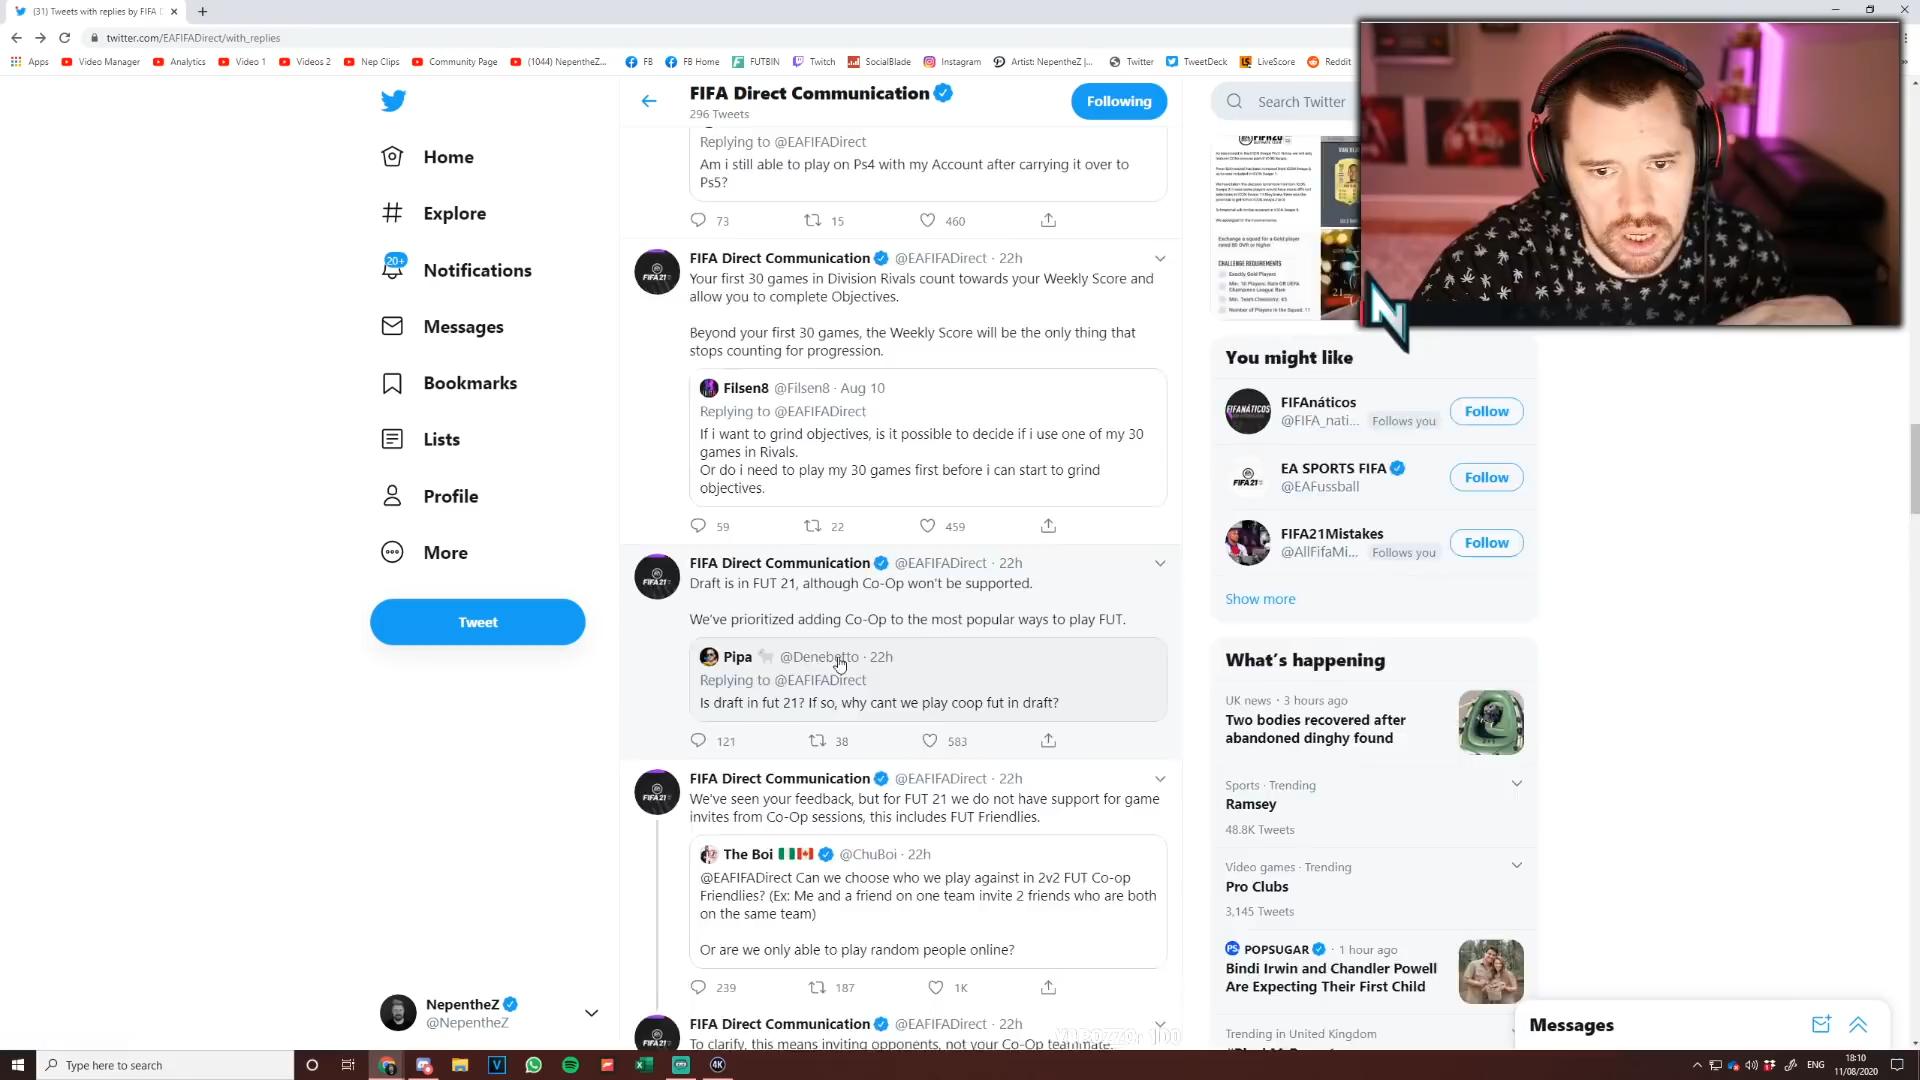 (31) Tweets with replies by FIFA
twitter.com/EAFIFADirect/with_replies
Apps
Video Manager
Analytics
Video 1
Videos 2
Nep Clips
Community Page
(1044) NepentheZ...
FB
FB Home
FUTBIN
Twitch
SocialBlade
Instagram
Artist: NepentheZ |...
Twitter
TweetDeck
LiveScore
Reddit
Home
Explore
20+
Notifications
Messages
Bookmarks
Lists
Profile
More
Tweet
NepentheZ
@NepentheZ
FIFA Direct Communication
296 Tweets
Following
Replying to @EAFIFADirect
Am i still able to play on Ps4 with my Account after carrying it over to
Ps5?
73 15 460
FIFA Direct Communication @EAFIFADirect · 22h
Your first 30 games in Division Rivals count towards your Weekly Score and
allow you to complete Objectives.
Beyond your first 30 games, the Weekly Score will be the only thing that
stops counting for progression.
Filsen8 @Filsen8 · Aug 10
Replying to @EAFIFADirect
If i want to grind objectives, is it possible to decide if i use one of my 30
games in Rivals.
Or do i need to play my 30 games first before i can start to grind
objectives.
59 22 459
FIFA Direct Communication @EAFIFADirect · 22h
Draft is in FUT 21, although Co-Op won't be supported.
We've prioritized adding Co-Op to the most popular ways to play FUT.
Pipa @Denebetto · 22h
Replying to @EAFIFADirect
Is draft in fut 21? If so, why cant we play coop fut in draft?
121 38 583
FIFA Direct Communication @EAFIFADirect · 22h
We've seen your feedback, but for FUT 21 we do not have support for game
invites from Co-Op sessions, this includes FUT Friendlies.
The Boi @ChuBoi · 22h
@EAFIFADirect Can we choose who we play against in 2v2 FUT Co-op
Friendlies? (Ex: Me and a friend on one team invite 2 friends who are both
on the same team)
Or are we only able to play random people online?
239 187 1K
FIFA Direct Communication @EAFIFADirect · 22h
To clarify, this means inviting opponents, not your Co-Op teammate.
Search Twitter
Exchange a squad for a Gold player
CHALLENGE REQUIREMENTS
Number of Players in the Squad: 11
You might like
FIFAnáticos
@FIFA_nati... Follows you
Follow
EA SPORTS FIFA
@EAFussball
Follow
FIFA21Mistakes
@AllFifaMi... Follows you
Follow
Show more
What's happening
UK news · 3 hours ago
Two bodies recovered after
abandoned dinghy found
Sports · Trending
Ramsey
48.8K Tweets
Video games · Trending
Pro Clubs
3,145 Tweets
POPSUGAR · 1 hour ago
Bindi Irwin and Chandler Powell
Are Expecting Their First Child
Trending in United Kingdom
Messages
Type here to search
ENG
18:10
11/08/2020